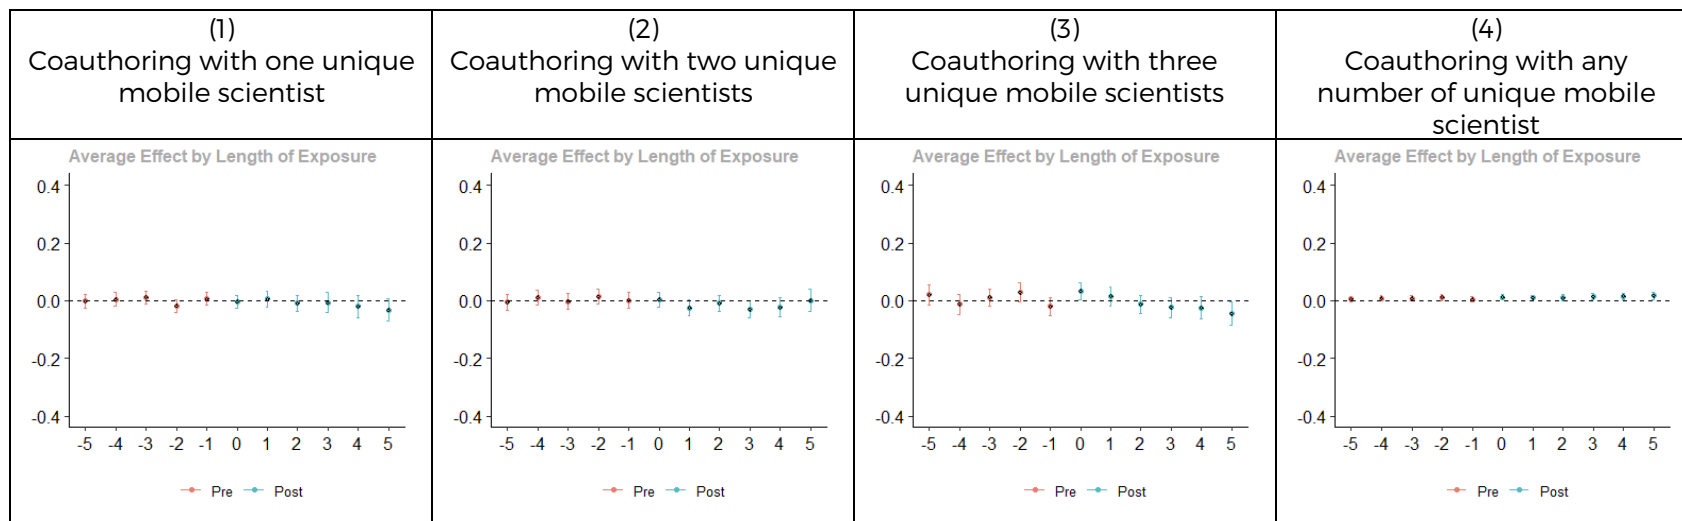 (1)
Coauthoring with one unique
mobile scientist
(2)
Coauthoring with two unique
mobile scientists
(3)
Coauthoring with three
unique mobile scientists
(4)
Coauthoring with any
number of unique mobile
scientist
Average Effect by Length of Exposure
0.4
0.2
0.0
-0.2
-0.4
-5 -4 -3 -2 -1 0 1 2 3 4 5
Pre Post
Average Effect by Length of Exposure
0.4
0.2
0.0
-0.2
-0.4
-5 -4 -3 -2 -1 0 1 2 3 4 5
Pre Post
Average Effect by Length of Exposure
0.4
0.2
0.0
-0.2
-0.4
-5 -4 -3 -2 -1 0 1 2 3 4 5
Pre Post
Average Effect by Length of Exposure
0.4
0.2
0.0
-0.2
-0.4
-5 -4 -3 -2 -1 0 1 2 3 4 5
Pre Post